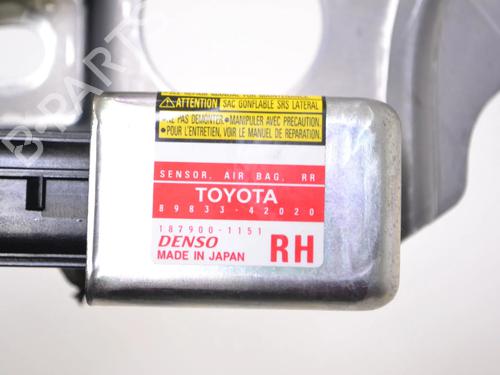 ATTENTION SAC GONFLABLE SRS LATERAL
•NE PAS DEMONTER •MANIPULER AVEC PRECAUTION.
•POUR L'ENTRETIEN, VOIR LE MANUEL DE REPARATION.
SENSOR, AIR BAG, RR
TOYOTA
89833-42020
187900-1151
DENSO
MADE IN JAPAN
RH